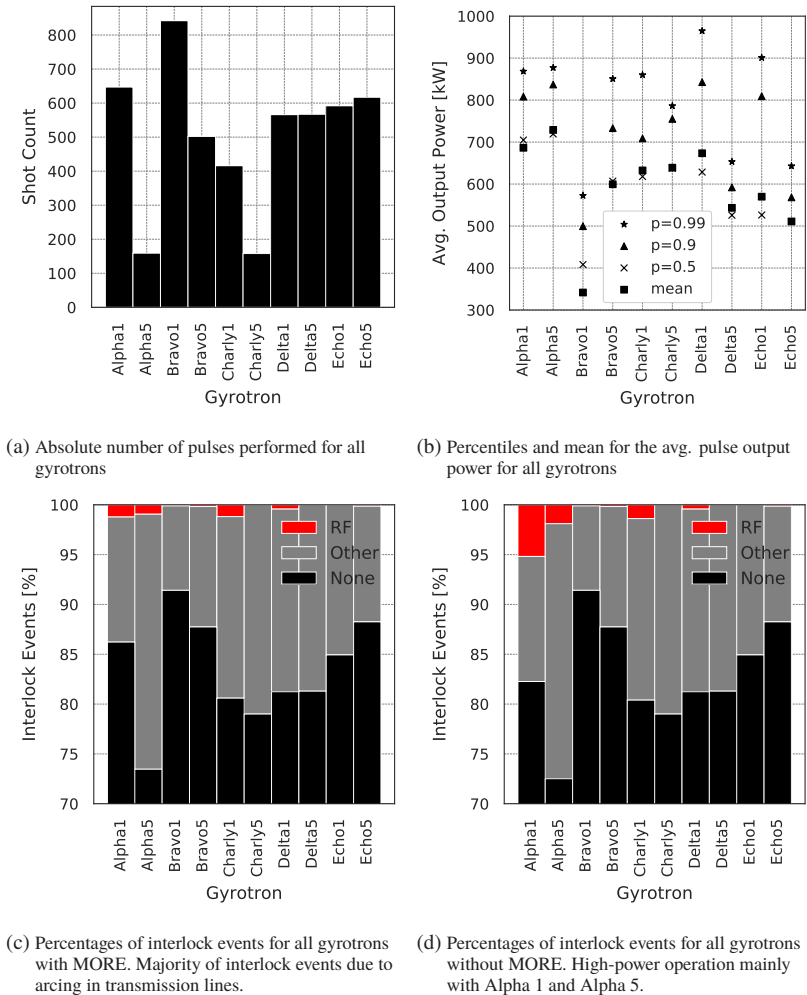 800
700
600
500
400
300
200
100
0
Shot Count
Alpha1
Alpha5
Bravo1
Bravo5
Charly1
Charly5
Delta1
Delta5
Echo1
Echo5
Gyrotron
(a) Absolute number of pulses performed for all
gyrotrons
1000
900
800
700
600
500
400
300
Avg. Output Power [kW]
p=0.99
p=0.9
p=0.5
mean
Alpha1
Alpha5
Bravo1
Bravo5
Charly1
Charly5
Delta1
Delta5
Echo1
Echo5
Gyrotron
(b) Percentiles and mean for the avg. pulse output
power for all gyrotrons
100
95
90
85
80
75
70
Interlock Events [%]
RF
Other
None
Alpha1
Alpha5
Bravo1
Bravo5
Charly1
Charly5
Delta1
Delta5
Echo1
Echo5
Gyrotron
(c) Percentages of interlock events for all gyrotrons
with MORE. Majority of interlock events due to
arcing in transmission lines.
100
95
90
85
80
75
70
Interlock Events [%]
RF
Other
None
Alpha1
Alpha5
Bravo1
Bravo5
Charly1
Charly5
Delta1
Delta5
Echo1
Echo5
Gyrotron
(d) Percentages of interlock events for all gyrotrons
without MORE. High-power operation mainly
with Alpha 1 and Alpha 5.